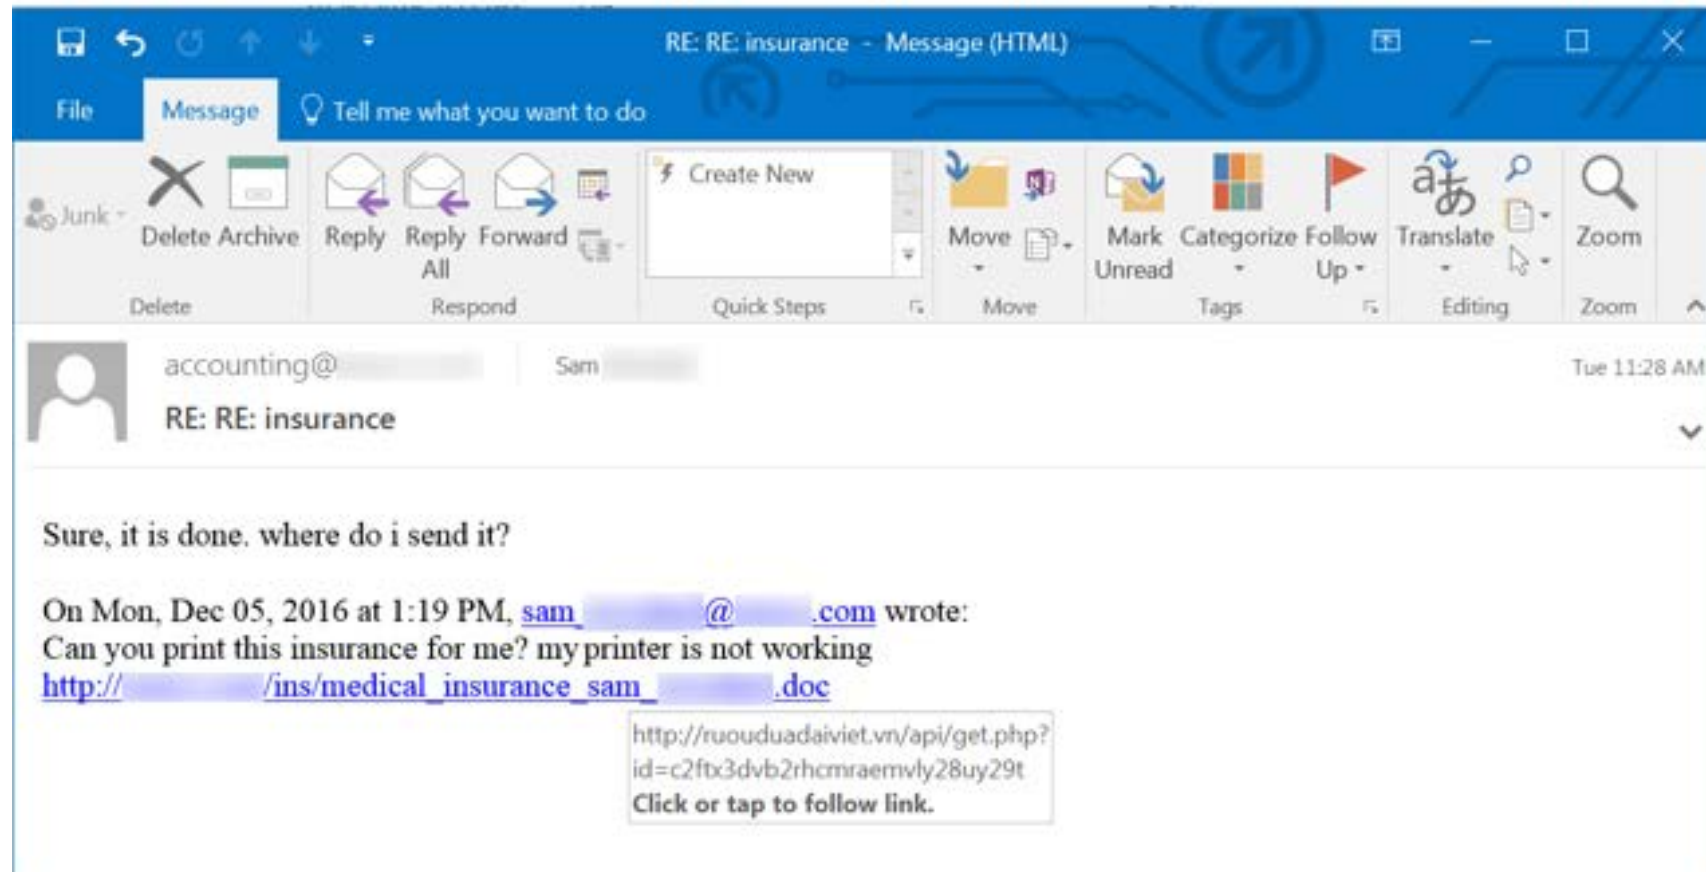 RE: RE: insurance - Message (HTML)
File Message Tell me what you want to do
Junk
Delete Archive
Reply Reply All Forward
Create New
Move
Mark Unread Categorize Follow Up
Translate
Zoom
Delete Respond Quick Steps Move Tags Editing Zoom
accounting@ Sam Tue 11:28 AM
RE: RE: insurance
Sure, it is done. where do i send it?
On Mon, Dec 05, 2016 at 1:19 PM, sam_ @ .com wrote:
Can you print this insurance for me? my printer is not working
http:// /ins/medical_insurance_sam_ .doc
http://ruouduadaiviet.vn/api/get.php?
id=c2ftx3dvb2rhcmraemvly28uy29t
Click or tap to follow link.